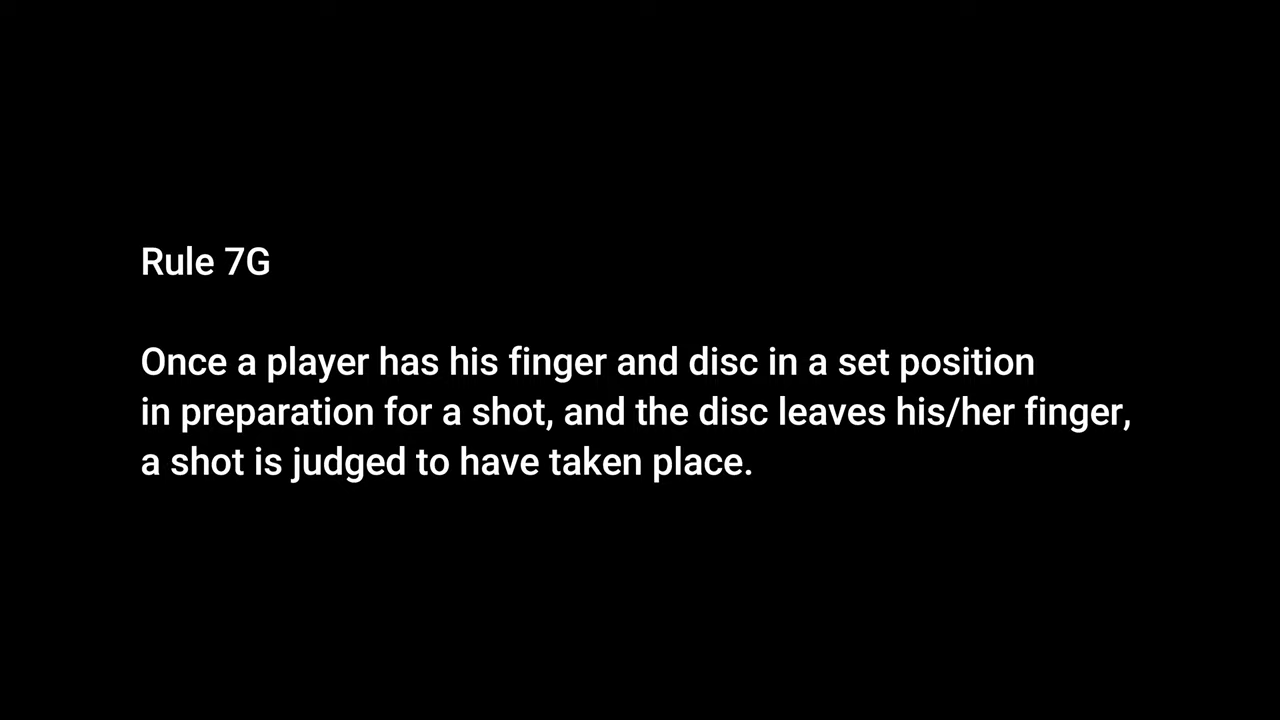 Rule 7G
Once a player has his finger and disc in a set position
in preparation for a shot, and the disc leaves his/her finger,
a shot is judged to have taken place.